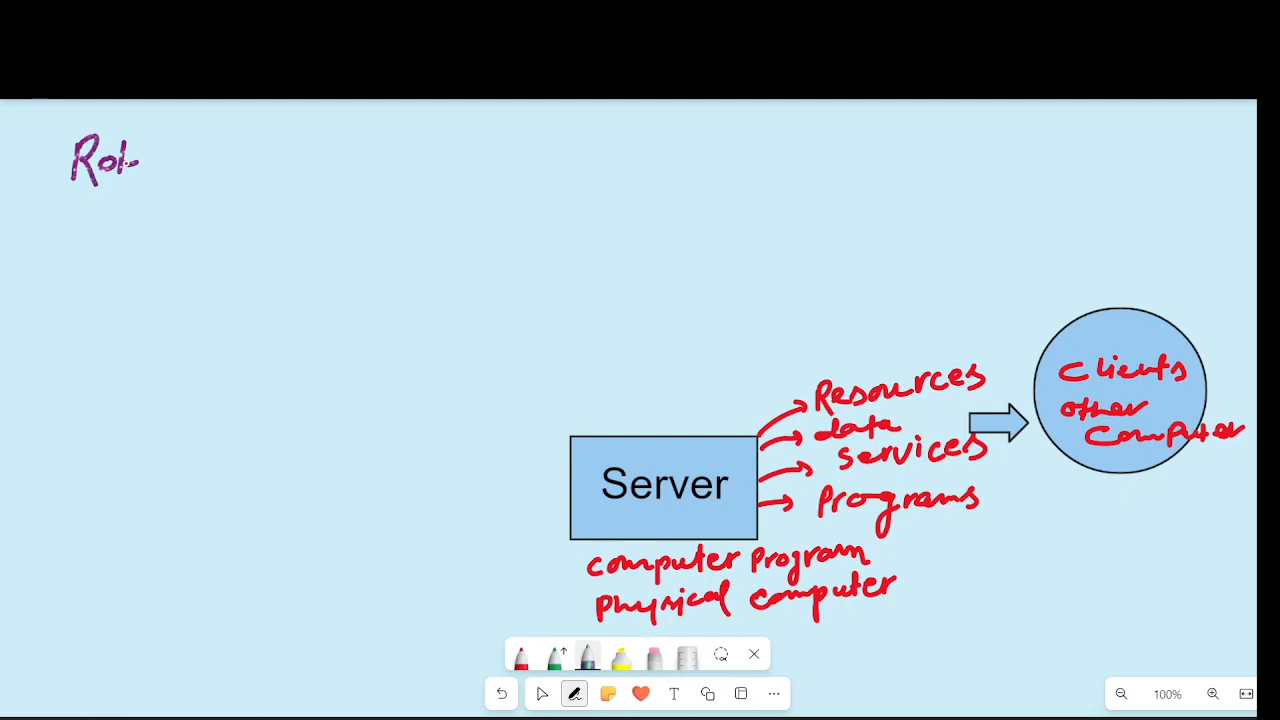 Rol
Resources
data
services
Programs
Server
computer program
physical computer
Clients
other
computer
100%